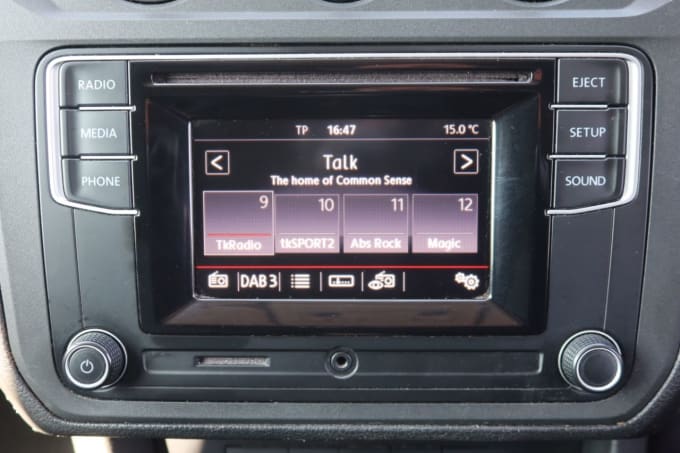 RADIO
EJECT
TP 16:47 15.0 °C
MEDIA
SETUP
< Talk >
The home of Common Sense
PHONE
SOUND
9 10 11 12
TkRadio tkSPORT2 Abs Rock Magic
DAB 3